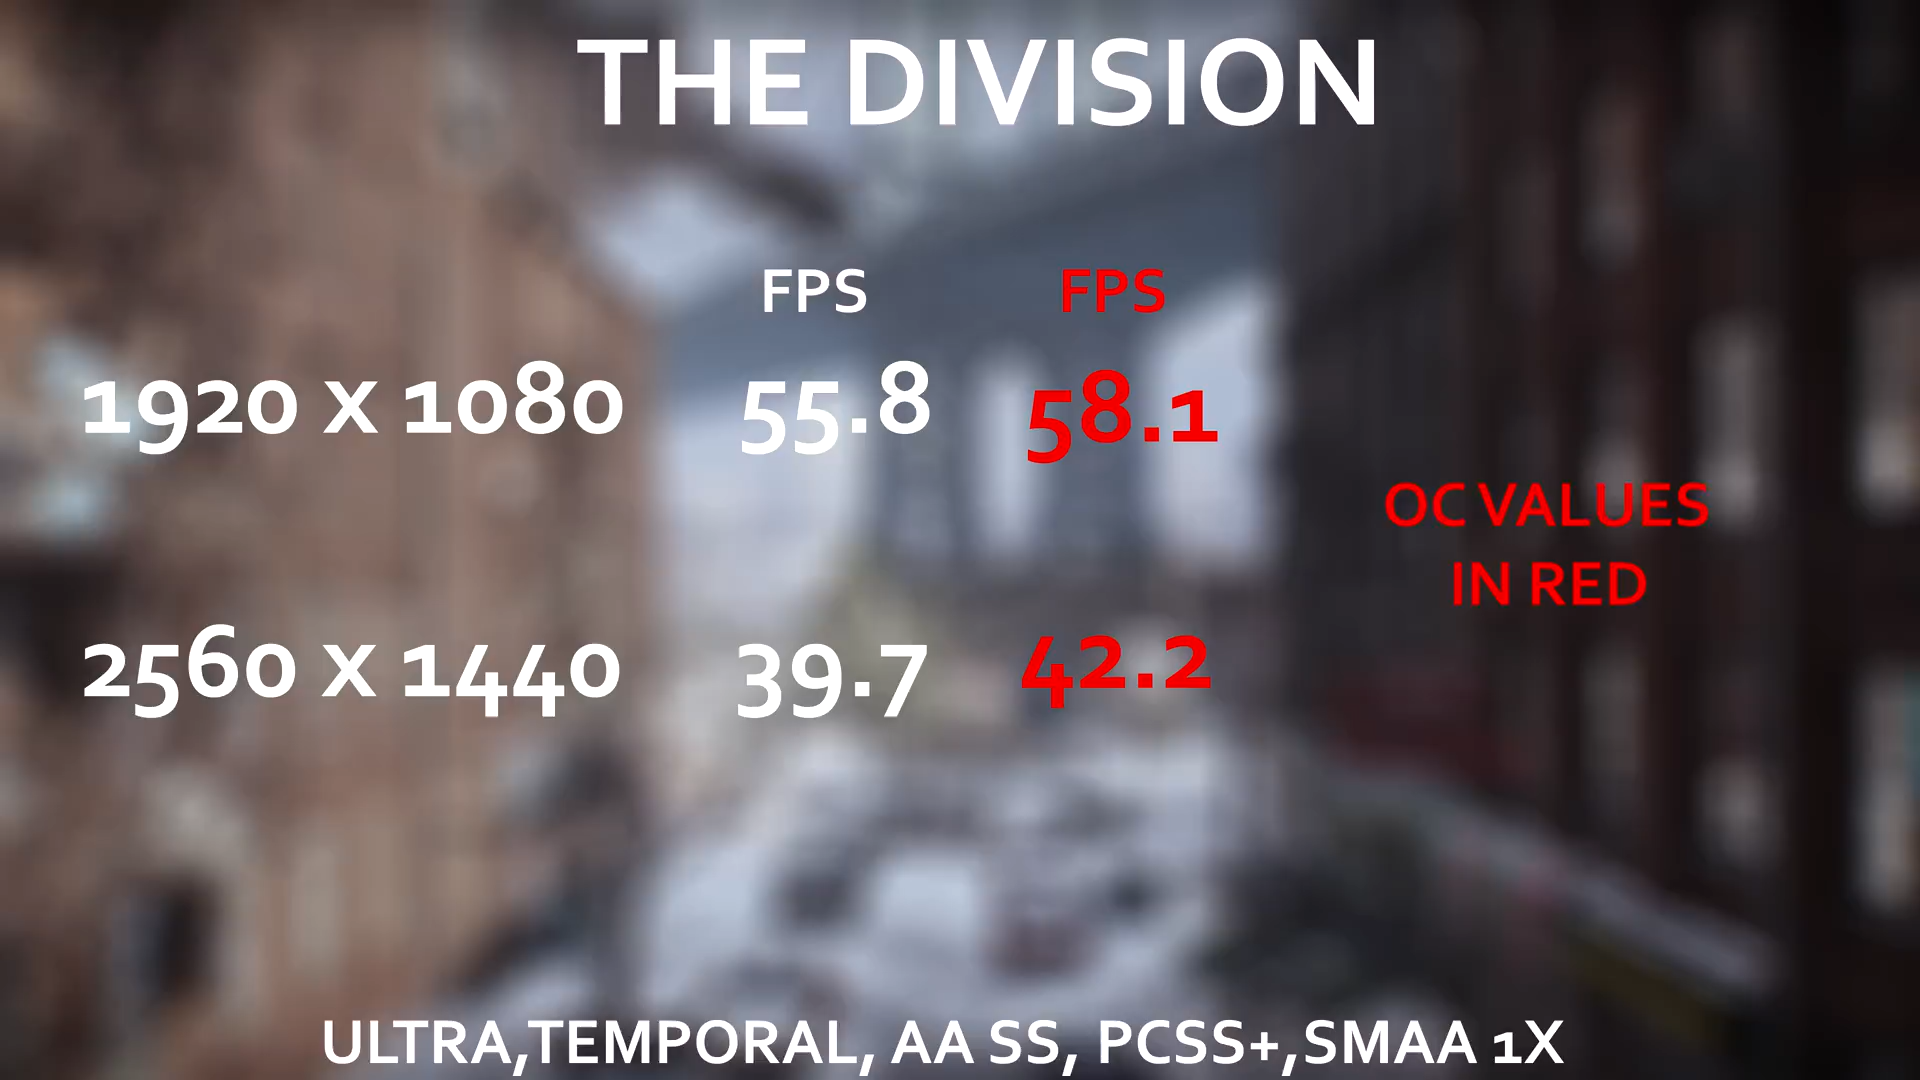 THE DIVISION
FPS FPS
1920 x 1080 55.8 58.1
OC VALUES
IN RED
2560 x 1440 39.7 42.2
ULTRA,TEMPORAL, AA SS, PCSS+,SMAA 1X